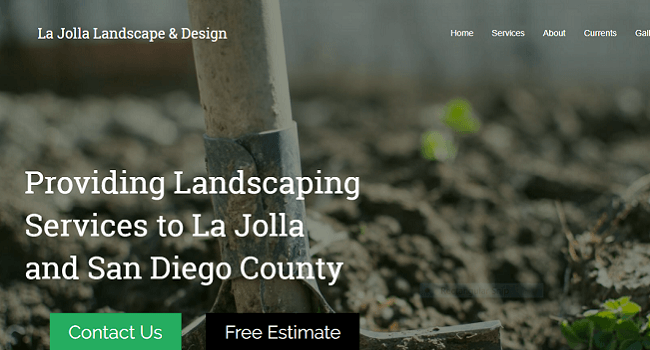 La Jolla Landscape & Design
Home Services About Currents Gall
Providing Landscaping
Services to La Jolla
and San Diego County
Contact Us Free Estimate